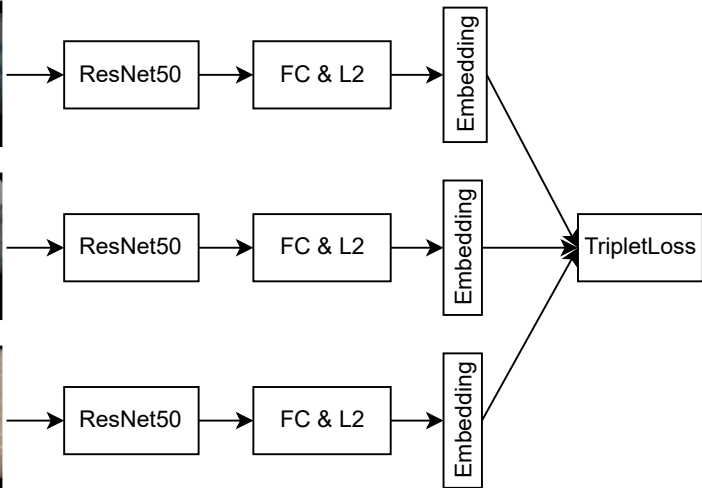 ResNet50
FC & L2
Embedding
ResNet50
FC & L2
Embedding
TripletLoss
ResNet50
FC & L2
Embedding